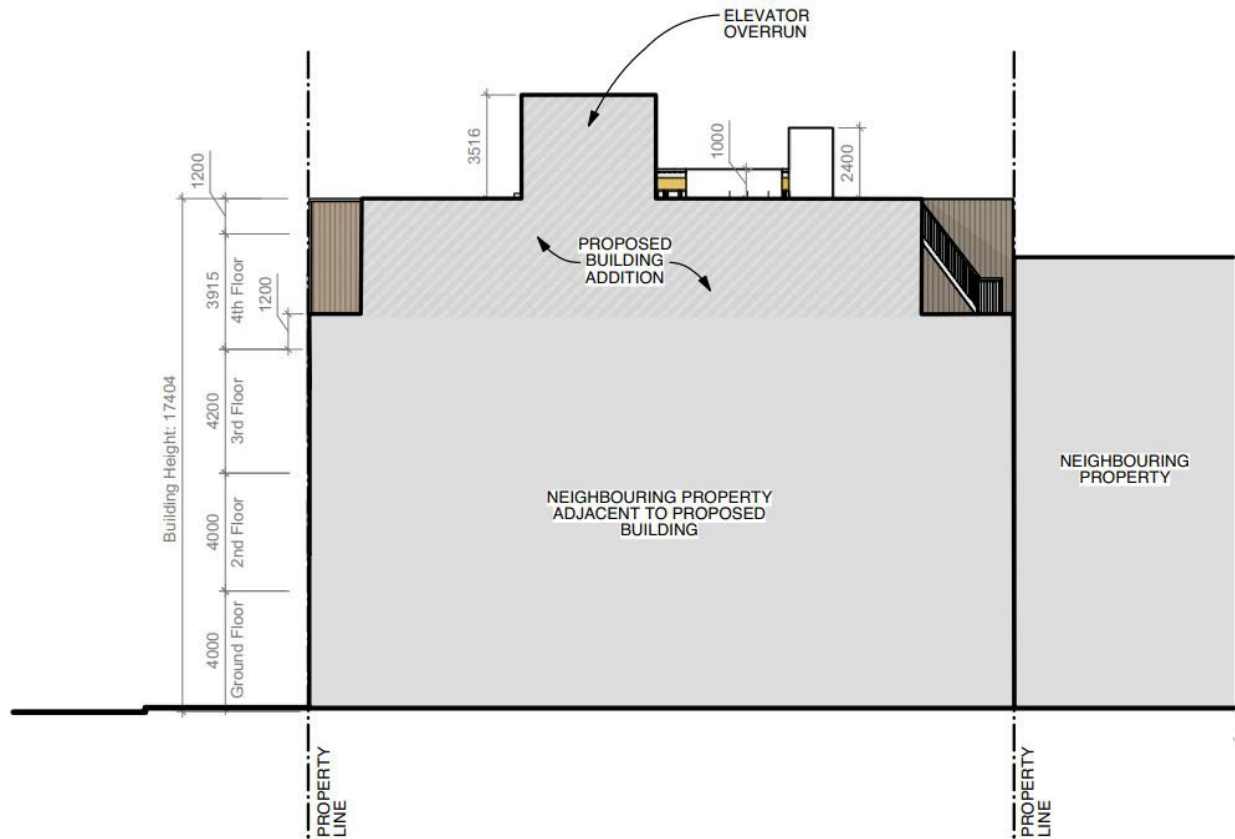 ELEVATOR
OVERRUN
3516
1000
2400
1200
PROPOSED
BUILDING
ADDITION
3915
4th Floor
1200
Building Height: 17404
4200
3rd Floor
NEIGHBOURING
PROPERTY
NEIGHBOURING PROPERTY
ADJACENT TO PROPOSED
BUILDING
4000
2nd Floor
4000
Ground Floor
PROPERTY
LINE
PROPERTY
LINE